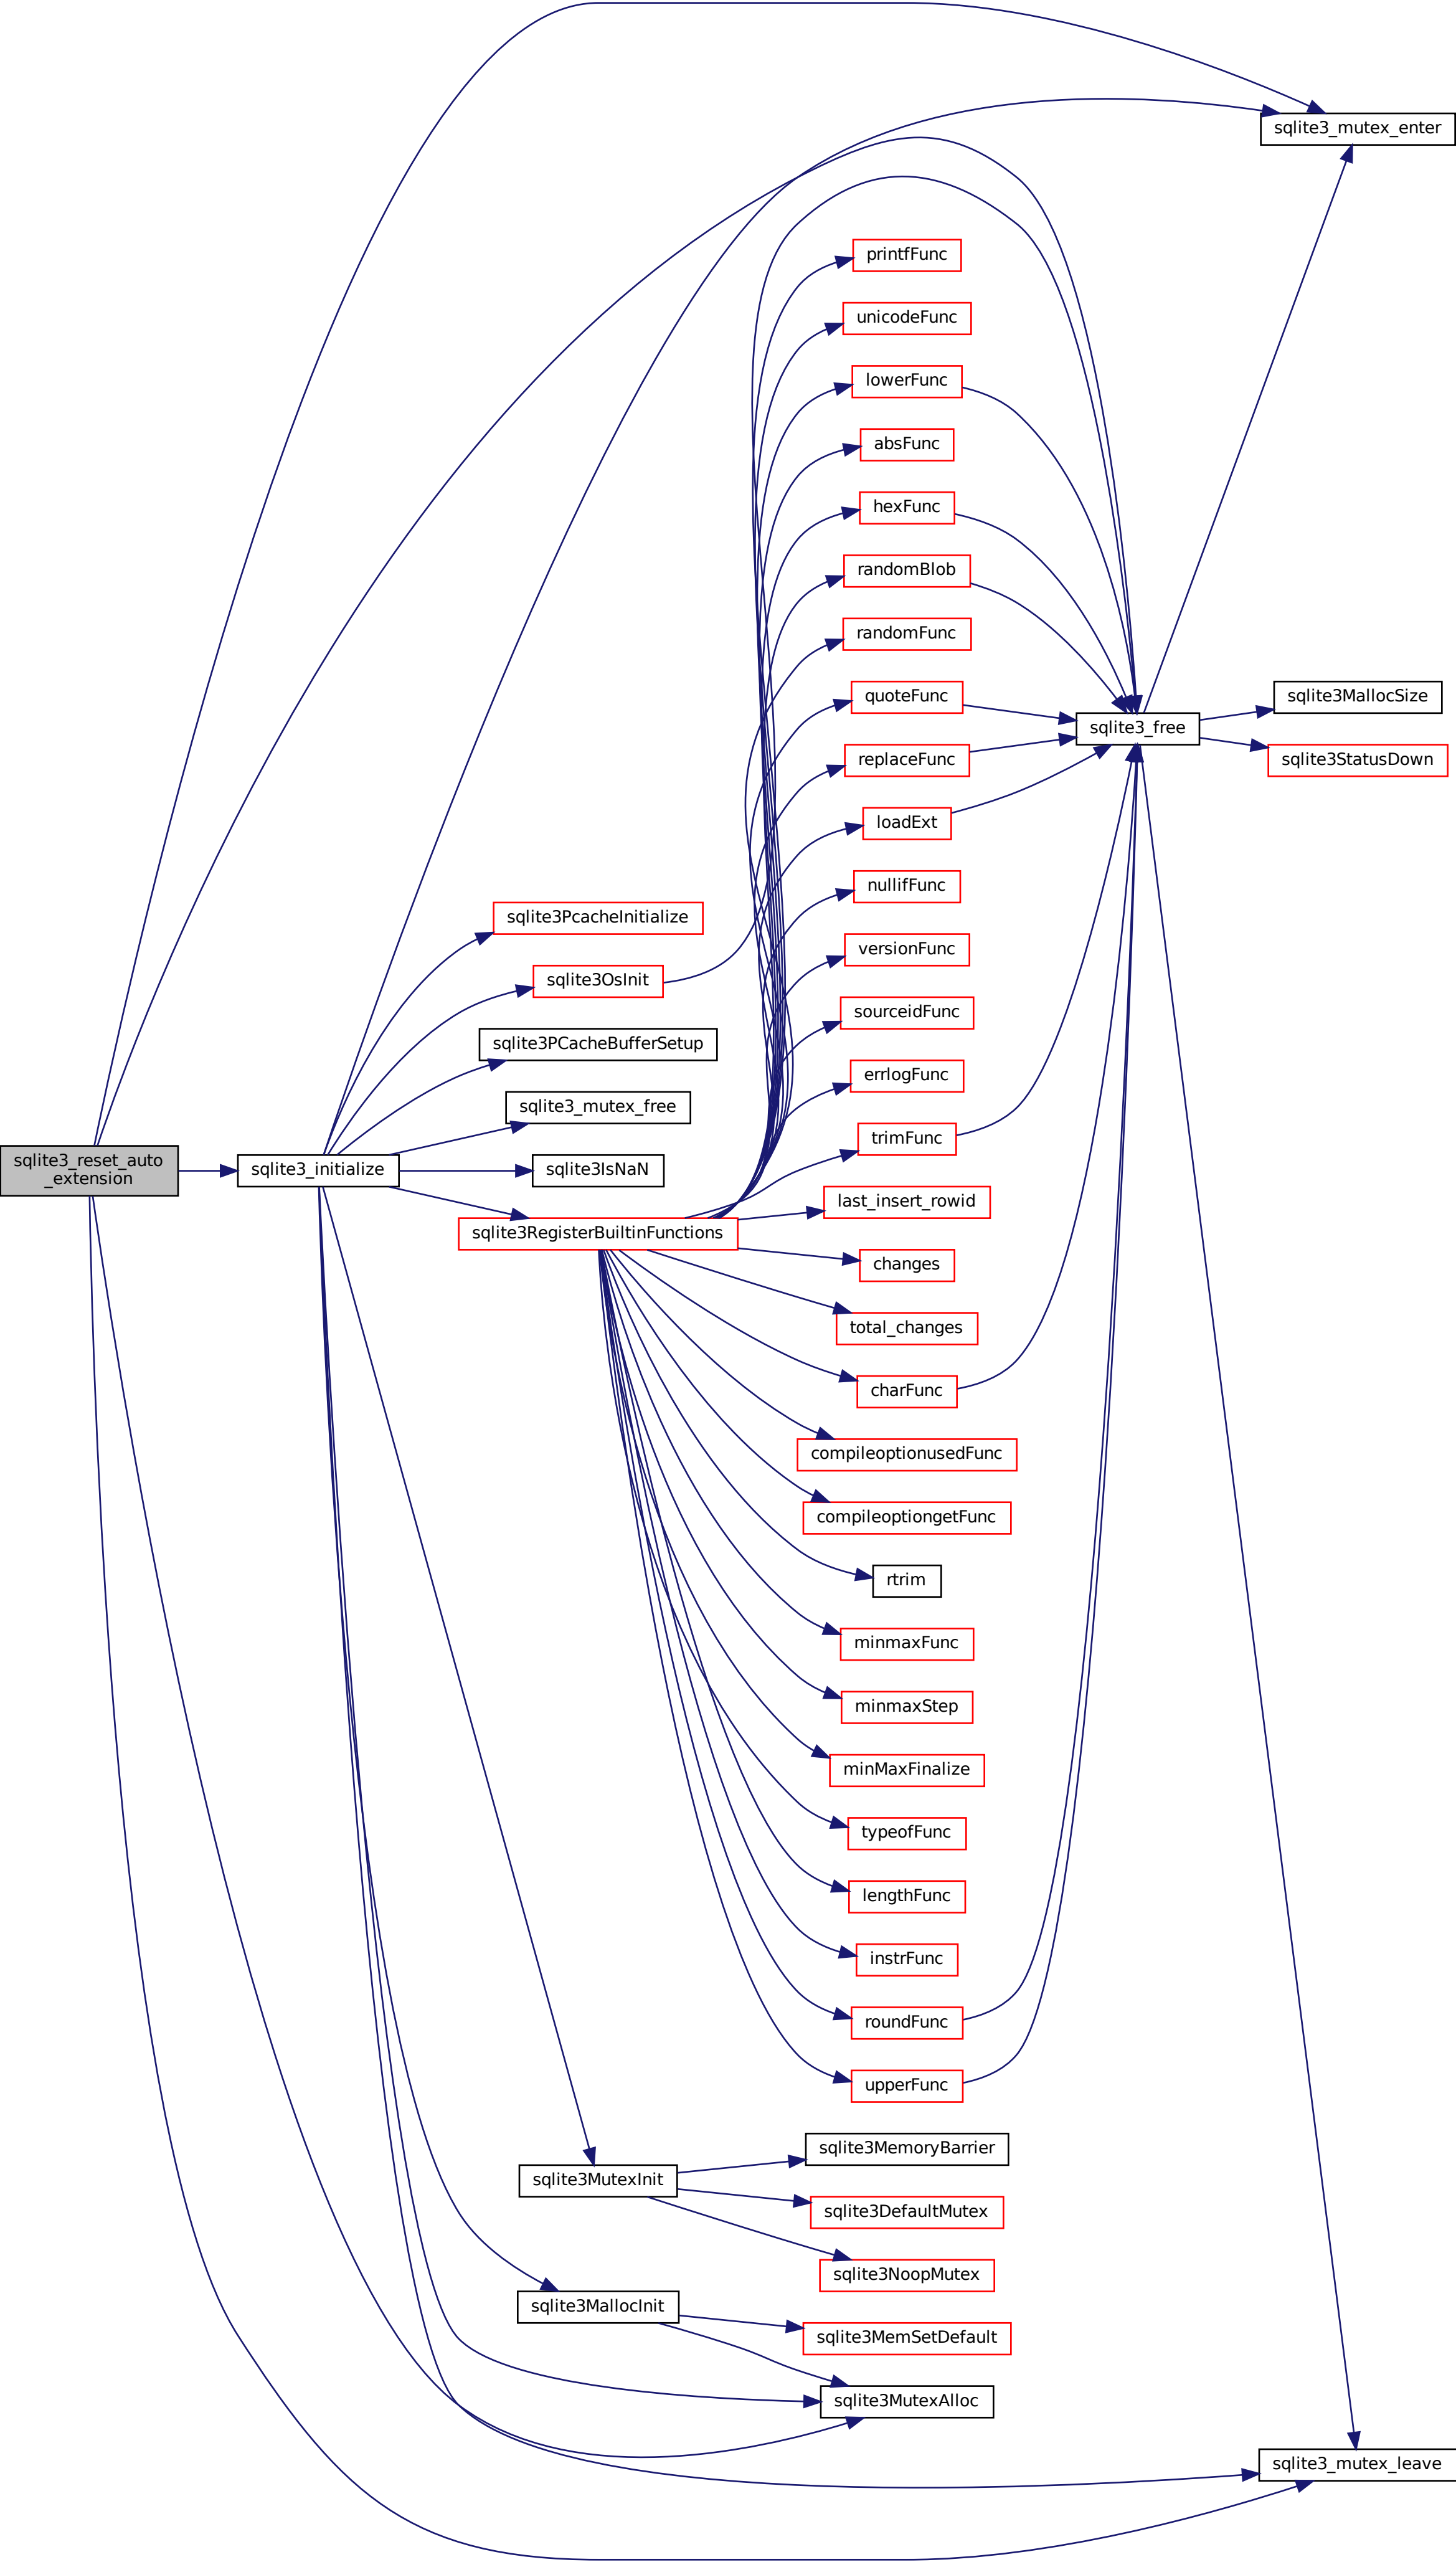 sqlite3_mutex_enter
printfFunc
unicodeFunc
lowerFunc
absFunc
hexFunc
randomBlob
randomFunc
quoteFunc
sqlite3MallocSize
sqlite3_free
replaceFunc
sqlite3StatusDown
loadExt
nullifFunc
sqlite3PcacheInitialize
versionFunc
sqlite3OsInit
sourceidFunc
sqlite3PCacheBufferSetup
errlogFunc
sqlite3_mutex_free
trimFunc
sqlite3_reset_auto
_extension
sqlite3_initialize
sqlite3IsNaN
last_insert_rowid
sqlite3RegisterBuiltinFunctions
changes
total_changes
charFunc
compileoptionusedFunc
compileoptiongetFunc
rtrim
minmaxFunc
minmaxStep
minMaxFinalize
typeofFunc
lengthFunc
instrFunc
roundFunc
upperFunc
sqlite3MemoryBarrier
sqlite3MutexInit
sqlite3DefaultMutex
sqlite3NoopMutex
sqlite3MallocInit
sqlite3MemSetDefault
sqlite3MutexAlloc
sqlite3_mutex_leave